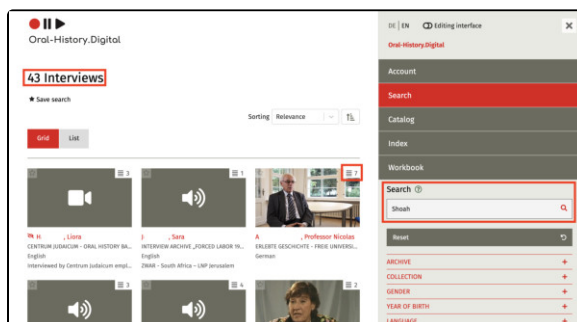 Oral-History.Digital
43 Interviews
★ Save search
Sorting Relevance
Grid List
3
1
7
H , Liora
CENTRUM JUDAICUM - ORAL HISTORY BA...
English
Interviewed by Centrum Judaicum empl...
J , Sara
INTERVIEW ARCHIVE „FORCED LABOR 19...
English
ZWAR - South Africa - LWP Jerusalem
A , Professor Nicolas
ERLEBTE GESCHICHTE - FREIE UNIVERSI...
German
3
4
2
DE | EN Editing interface
Oral-History.Digital
Account
Search
Catalog
Index
Workbook
Search
Shoah
Reset
ARCHIVE +
COLLECTION +
GENDER +
YEAR OF BIRTH +
LANGUAGE +